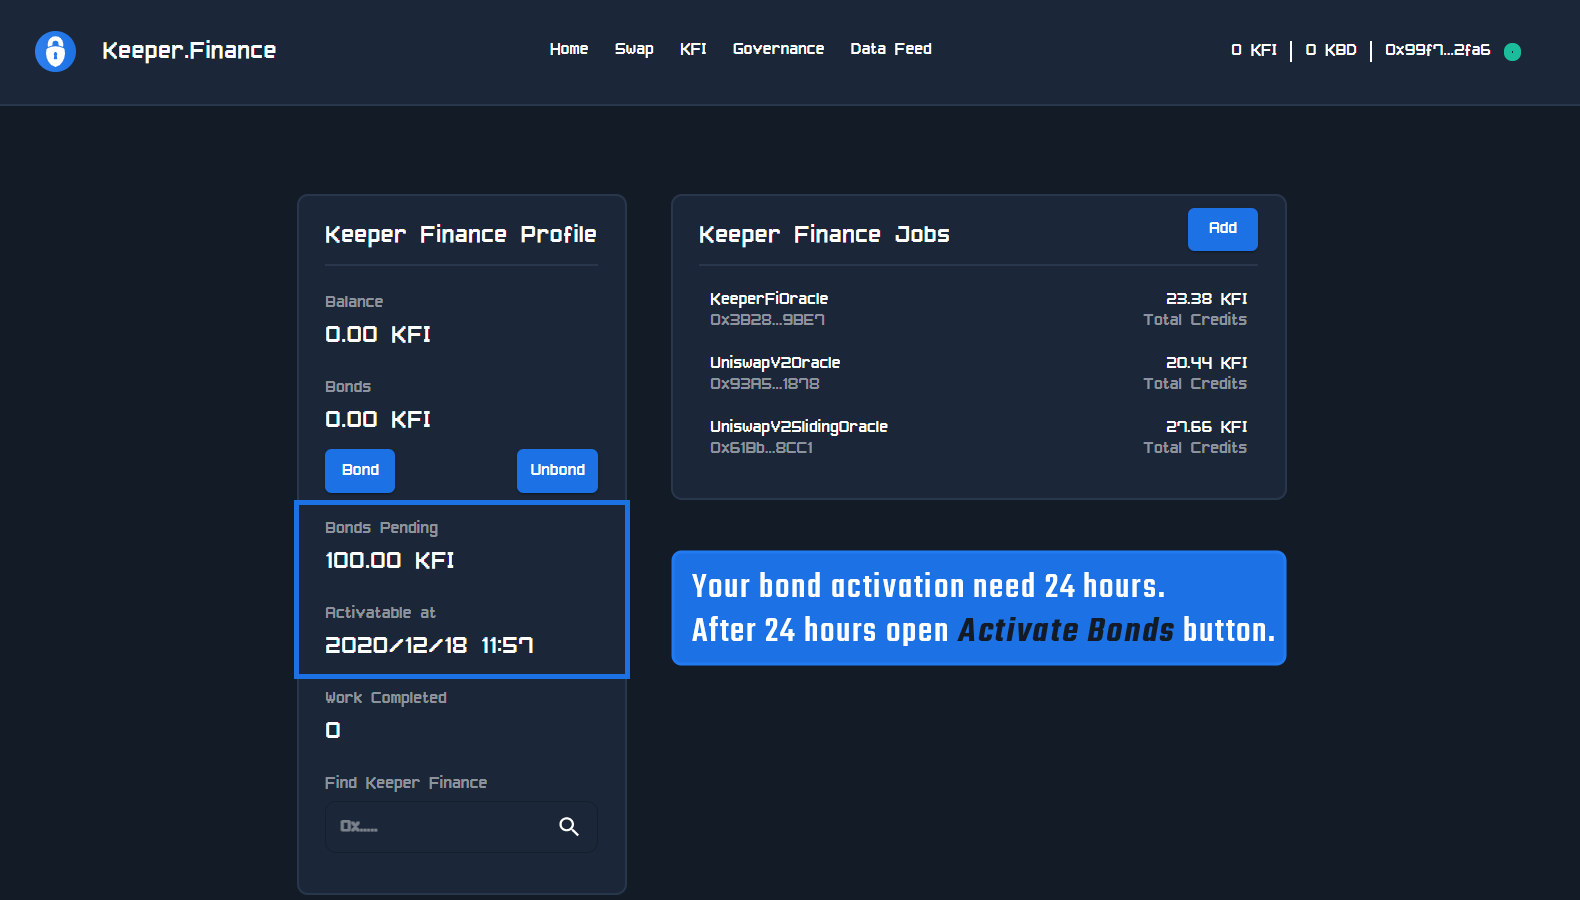 Keeper.Finance
Home Swap KFI Governance Data Feed
0 KFI | 0 KBD | 0x99f7...2fa6
Keeper Finance Profile
Balance
0.00 KFI
Bonds
0.00 KFI
Bond Unbond
Bonds Pending
100.00 KFI
Activatable at
2020/12/18 11:57
Work Completed
0
Find Keeper Finance
0x.....
Keeper Finance Jobs
Add
KeeperFiOracle 23.38 KFI
0x3B28...9BE7 Total Credits
UniswapV2Oracle 20.44 KFI
0x93A5...1878 Total Credits
UniswapV2SlidingOracle 27.66 KFI
0x61Bb...8CC1 Total Credits
Your bond activation need 24 hours.
After 24 hours open Activate Bonds button.